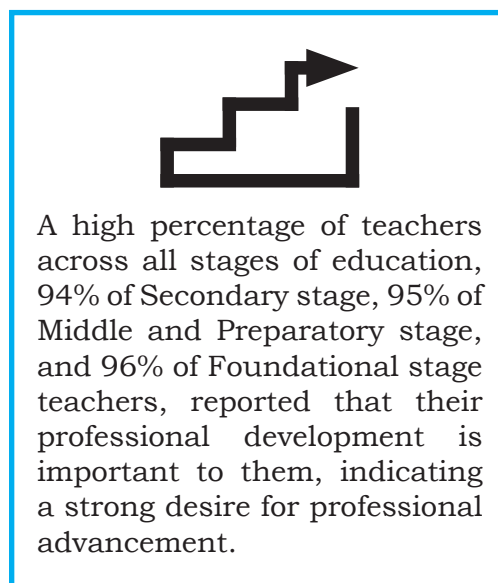 A high percentage of teachers
across all stages of education,
94% of Secondary stage, 95% of
Middle and Preparatory stage,
and 96% of Foundational stage
teachers, reported that their
professional development is
important to them, indicating
a strong desire for professional
advancement.